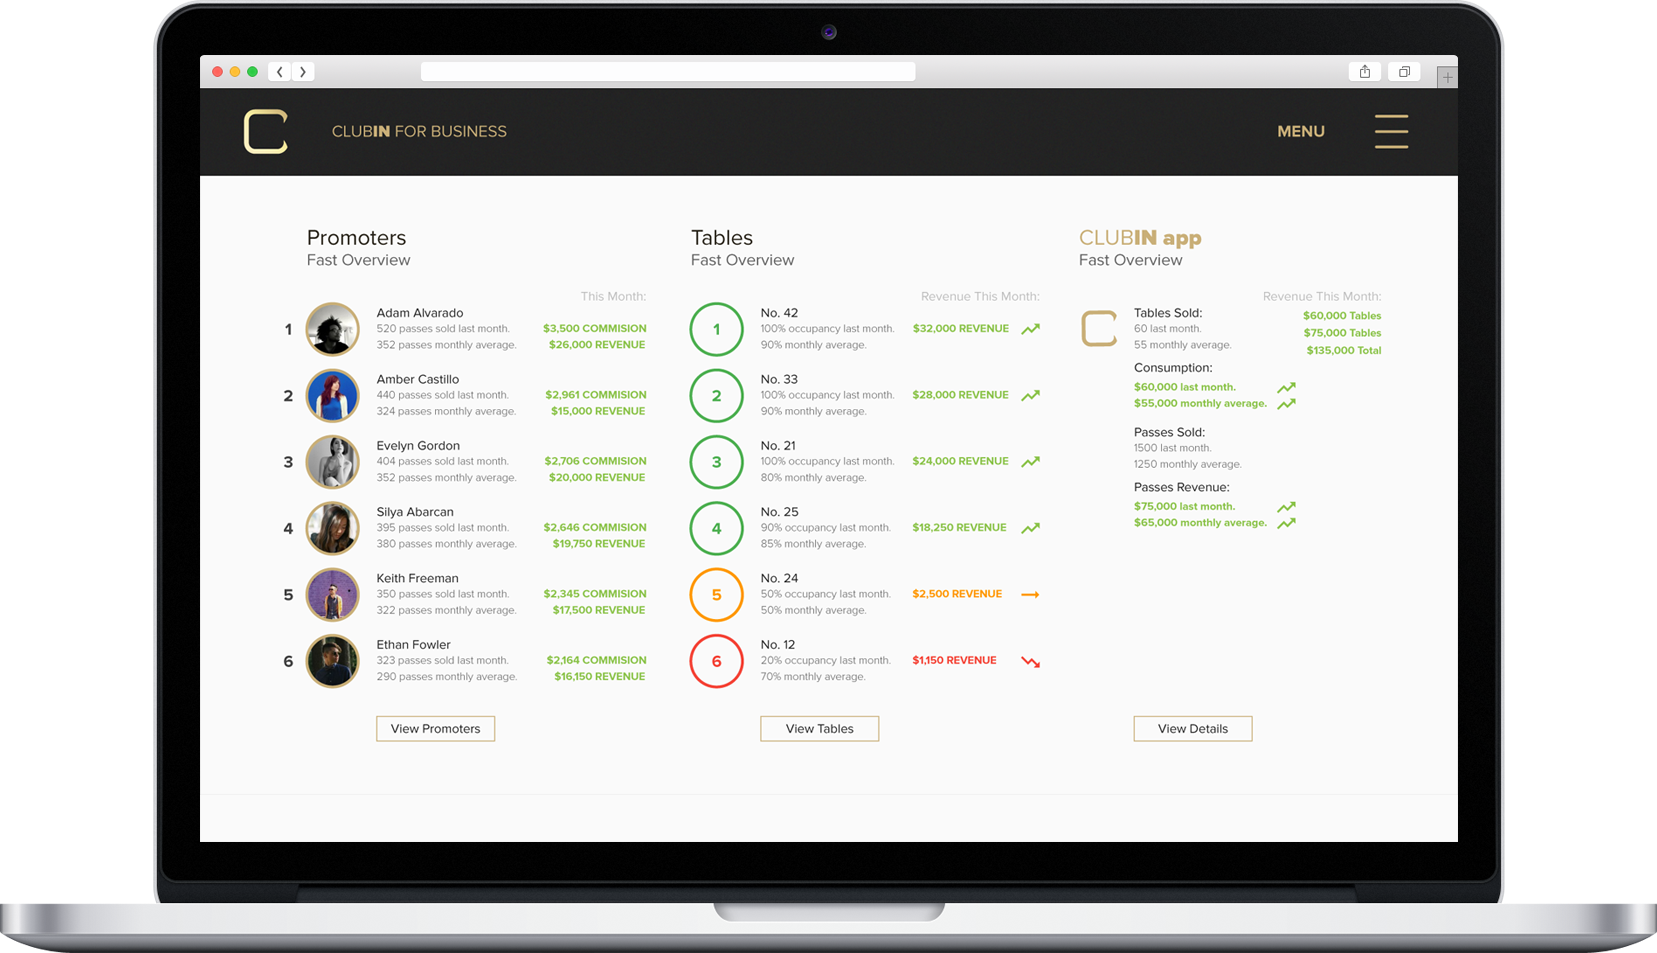 CLUBIN FOR BUSINESS
MENU
Promoters
Fast Overview
This Month:
1
Adam Alvarado
520 passes sold last month.
352 passes monthly average.
$3,500 COMMISION
$26,000 REVENUE
2
Amber Castillo
440 passes sold last month.
324 passes monthly average.
$2,961 COMMISION
$15,000 REVENUE
3
Evelyn Gordon
404 passes sold last month.
352 passes monthly average.
$2,706 COMMISION
$20,000 REVENUE
4
Silya Abarcan
395 passes sold last month.
380 passes monthly average.
$2,646 COMMISION
$19,750 REVENUE
5
Keith Freeman
350 passes sold last month.
322 passes monthly average.
$2,345 COMMISION
$17,500 REVENUE
6
Ethan Fowler
323 passes sold last month.
290 passes monthly average.
$2,164 COMMISION
$16,150 REVENUE
View Promoters
Tables
Fast Overview
Revenue This Month:
1
No. 42
100% occupancy last month.
90% monthly average.
$32,000 REVENUE
2
No. 33
100% occupancy last month.
90% monthly average.
$28,000 REVENUE
3
No. 21
100% occupancy last month.
80% monthly average.
$24,000 REVENUE
4
No. 25
90% occupancy last month.
85% monthly average.
$18,250 REVENUE
5
No. 24
50% occupancy last month.
50% monthly average.
$2,500 REVENUE
6
No. 12
20% occupancy last month.
70% monthly average.
$1,150 REVENUE
View Tables
CLUBIN app
Fast Overview
Revenue This Month:
Tables Sold:
60 last month.
55 monthly average.
$60,000 Tables
$75,000 Tables
$135,000 Total
Consumption:
$60,000 last month.
$55,000 monthly average.
Passes Sold:
1500 last month.
1250 monthly average.
Passes Revenue:
$75,000 last month.
$65,000 monthly average.
View Details